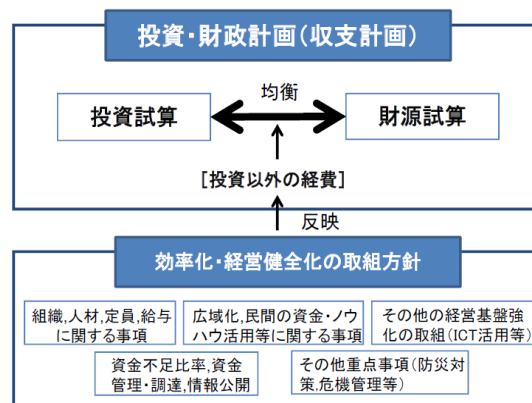 投資・財政計画(収支計画)
均衡
投資試算
財源試算
[投資以外の経費]
反映
効率化・経営健全化の取組方針
組織,人材,定員,給与
に関する事項
広域化,民間の資金・ノウ
ハウ活用等に関する事項
その他の経営基盤強
化の取組(ICT活用等)
資金不足比率,資金
管理・調達,情報公開
その他重点事項(防災対
策,危機管理等)